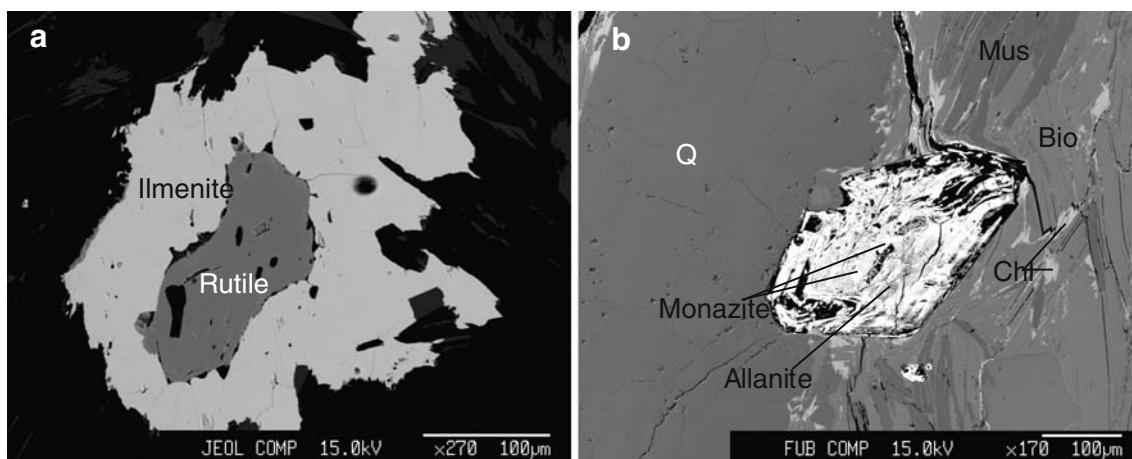 a
Ilmenite
Rutile
JEOL COMP 15.0kV ×270 100µm
b
Mus
Q
Bio
Chl
Monazite
Allanite
FUB COMP 15.0kV ×170 100µm